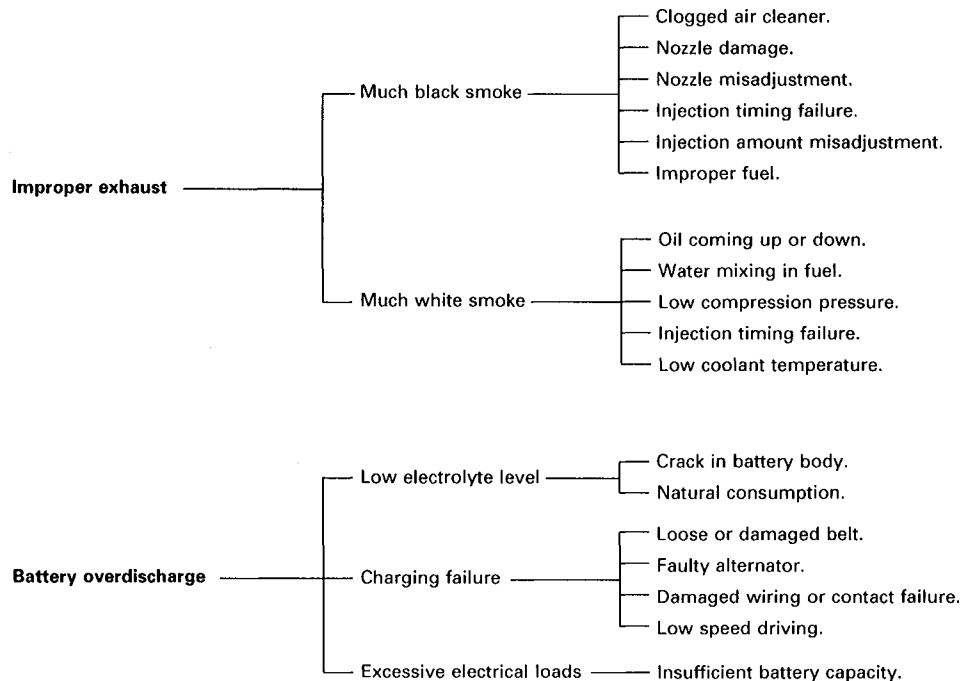 Improper exhaust
Much black smoke
Clogged air cleaner.
Nozzle damage.
Nozzle misadjustment.
Injection timing failure.
Injection amount misadjustment.
Improper fuel.
Much white smoke
Oil coming up or down.
Water mixing in fuel.
Low compression pressure.
Injection timing failure.
Low coolant temperature.
Battery overdischarge
Low electrolyte level
Crack in battery body.
Natural consumption.
Charging failure
Loose or damaged belt.
Faulty alternator.
Damaged wiring or contact failure.
Low speed driving.
Excessive electrical loads
Insufficient battery capacity.